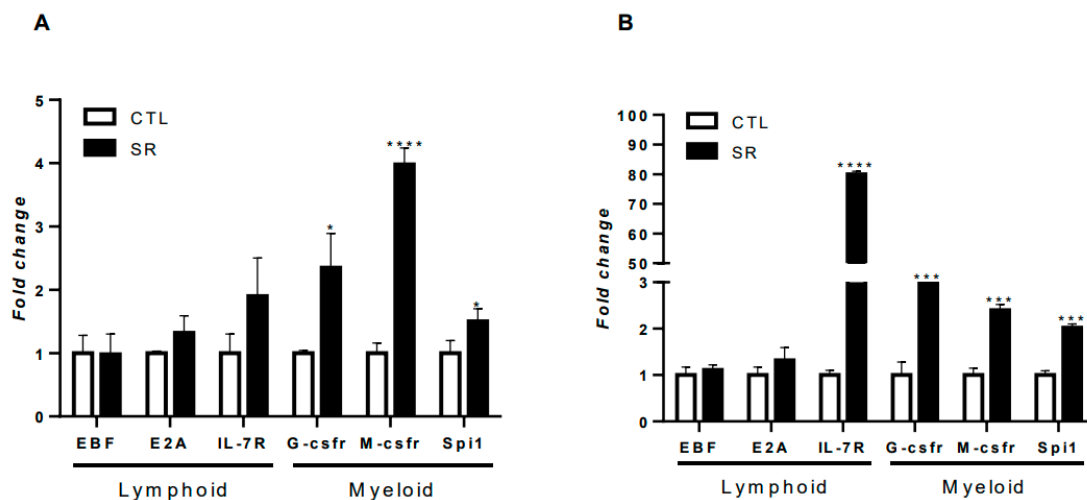 A
5
4
3
2
1
0
Fold change
CTL
SR
*
****
*
EBF E2A IL-7R G-csfr M-csfr Spi1
Lymphoid Myeloid
B
100
90
80
70
60
50
3
2
1
0
Fold change
CTL
SR
****
***
***
***
EBF E2A IL-7R G-csfr M-csfr Spi1
Lymphoid Myeloid